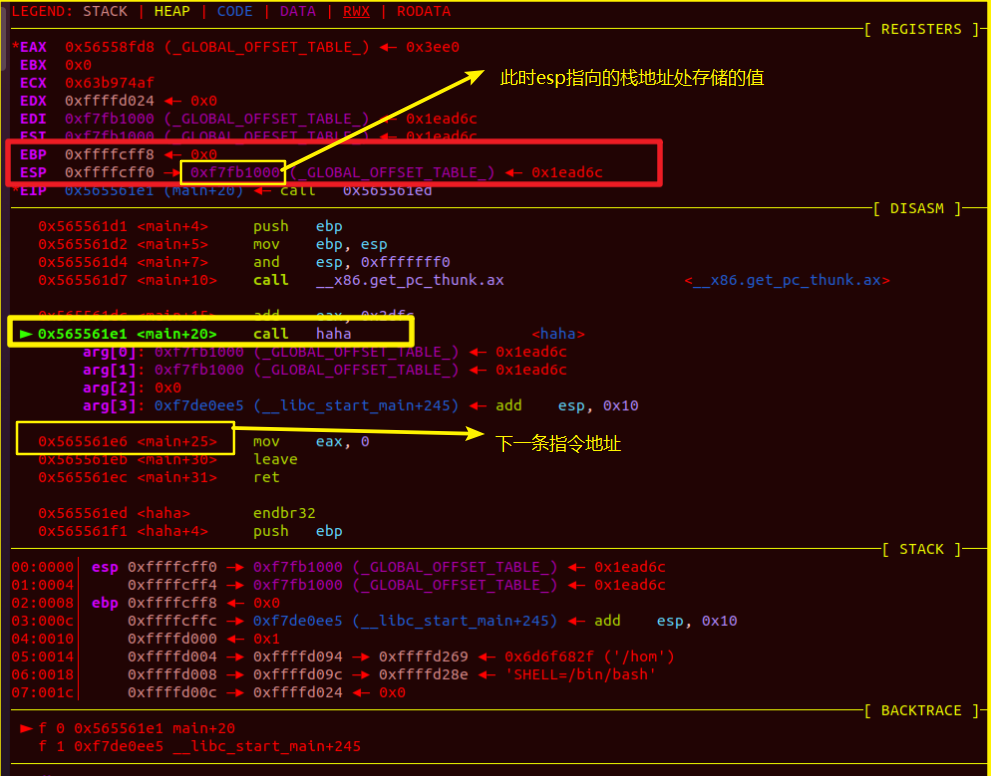 LEGEND: STACK | HEAP | CODE | DATA | RWX | RODATA
[ REGISTERS ]
*EAX 0x56558fd8 (_GLOBAL_OFFSET_TABLE_) ◂— 0x3ee0
EBX 0x0
ECX 0x63b974af
EDX 0xffffd024 ◂— 0x0
EDI 0xf7fb1000 (_GLOBAL_OFFSET_TABLE_) ◂— 0x1ead6c
ESI 0xf7fb1000 (_GLOBAL_OFFSET_TABLE_) ◂— 0x1ead6c
EBP 0xffffcff8 ◂— 0x0
ESP 0xffffcff0 —▸ 0xf7fb1000 (_GLOBAL_OFFSET_TABLE_) ◂— 0x1ead6c
*EIP 0x565561e1 (main+20) ◂— call 0x565561ed
此时esp指向的栈地址处存储的值
[ DISASM ]
0x565561d1 <main+4> push ebp
0x565561d2 <main+5> mov ebp, esp
0x565561d4 <main+7> and esp, 0xfffffff0
0x565561d7 <main+10> call __x86.get_pc_thunk.ax <__x86.get_pc_thunk.ax>
0x565561dc <main+15> add eax, 0x2dfc
► 0x565561e1 <main+20> call haha <haha>
arg[0]: 0xf7fb1000 (_GLOBAL_OFFSET_TABLE_) ◂— 0x1ead6c
arg[1]: 0xf7fb1000 (_GLOBAL_OFFSET_TABLE_) ◂— 0x1ead6c
arg[2]: 0x0
arg[3]: 0xf7de0ee5 (__libc_start_main+245) ◂— add esp, 0x10
0x565561e6 <main+25> mov eax, 0
下一条指令地址
0x565561eb <main+30> leave
0x565561ec <main+31> ret
0x565561ed <haha> endbr32
0x565561f1 <haha+4> push ebp
[ STACK ]
00:0000│ esp 0xffffcff0 —▸ 0xf7fb1000 (_GLOBAL_OFFSET_TABLE_) ◂— 0x1ead6c
01:0004│ 0xffffcff4 —▸ 0xf7fb1000 (_GLOBAL_OFFSET_TABLE_) ◂— 0x1ead6c
02:0008│ ebp 0xffffcff8 ◂— 0x0
03:000c│ 0xffffcffc —▸ 0xf7de0ee5 (__libc_start_main+245) ◂— add esp, 0x10
04:0010│ 0xffffd000 ◂— 0x1
05:0014│ 0xffffd004 —▸ 0xffffd094 —▸ 0xffffd269 ◂— 0x6d6f682f ('/hom')
06:0018│ 0xffffd008 —▸ 0xffffd09c —▸ 0xffffd28e ◂— 'SHELL=/bin/bash'
07:001c│ 0xffffd00c —▸ 0xffffd024 ◂— 0x0
[ BACKTRACE ]
► f 0 0x565561e1 main+20
f 1 0xf7de0ee5 __libc_start_main+245